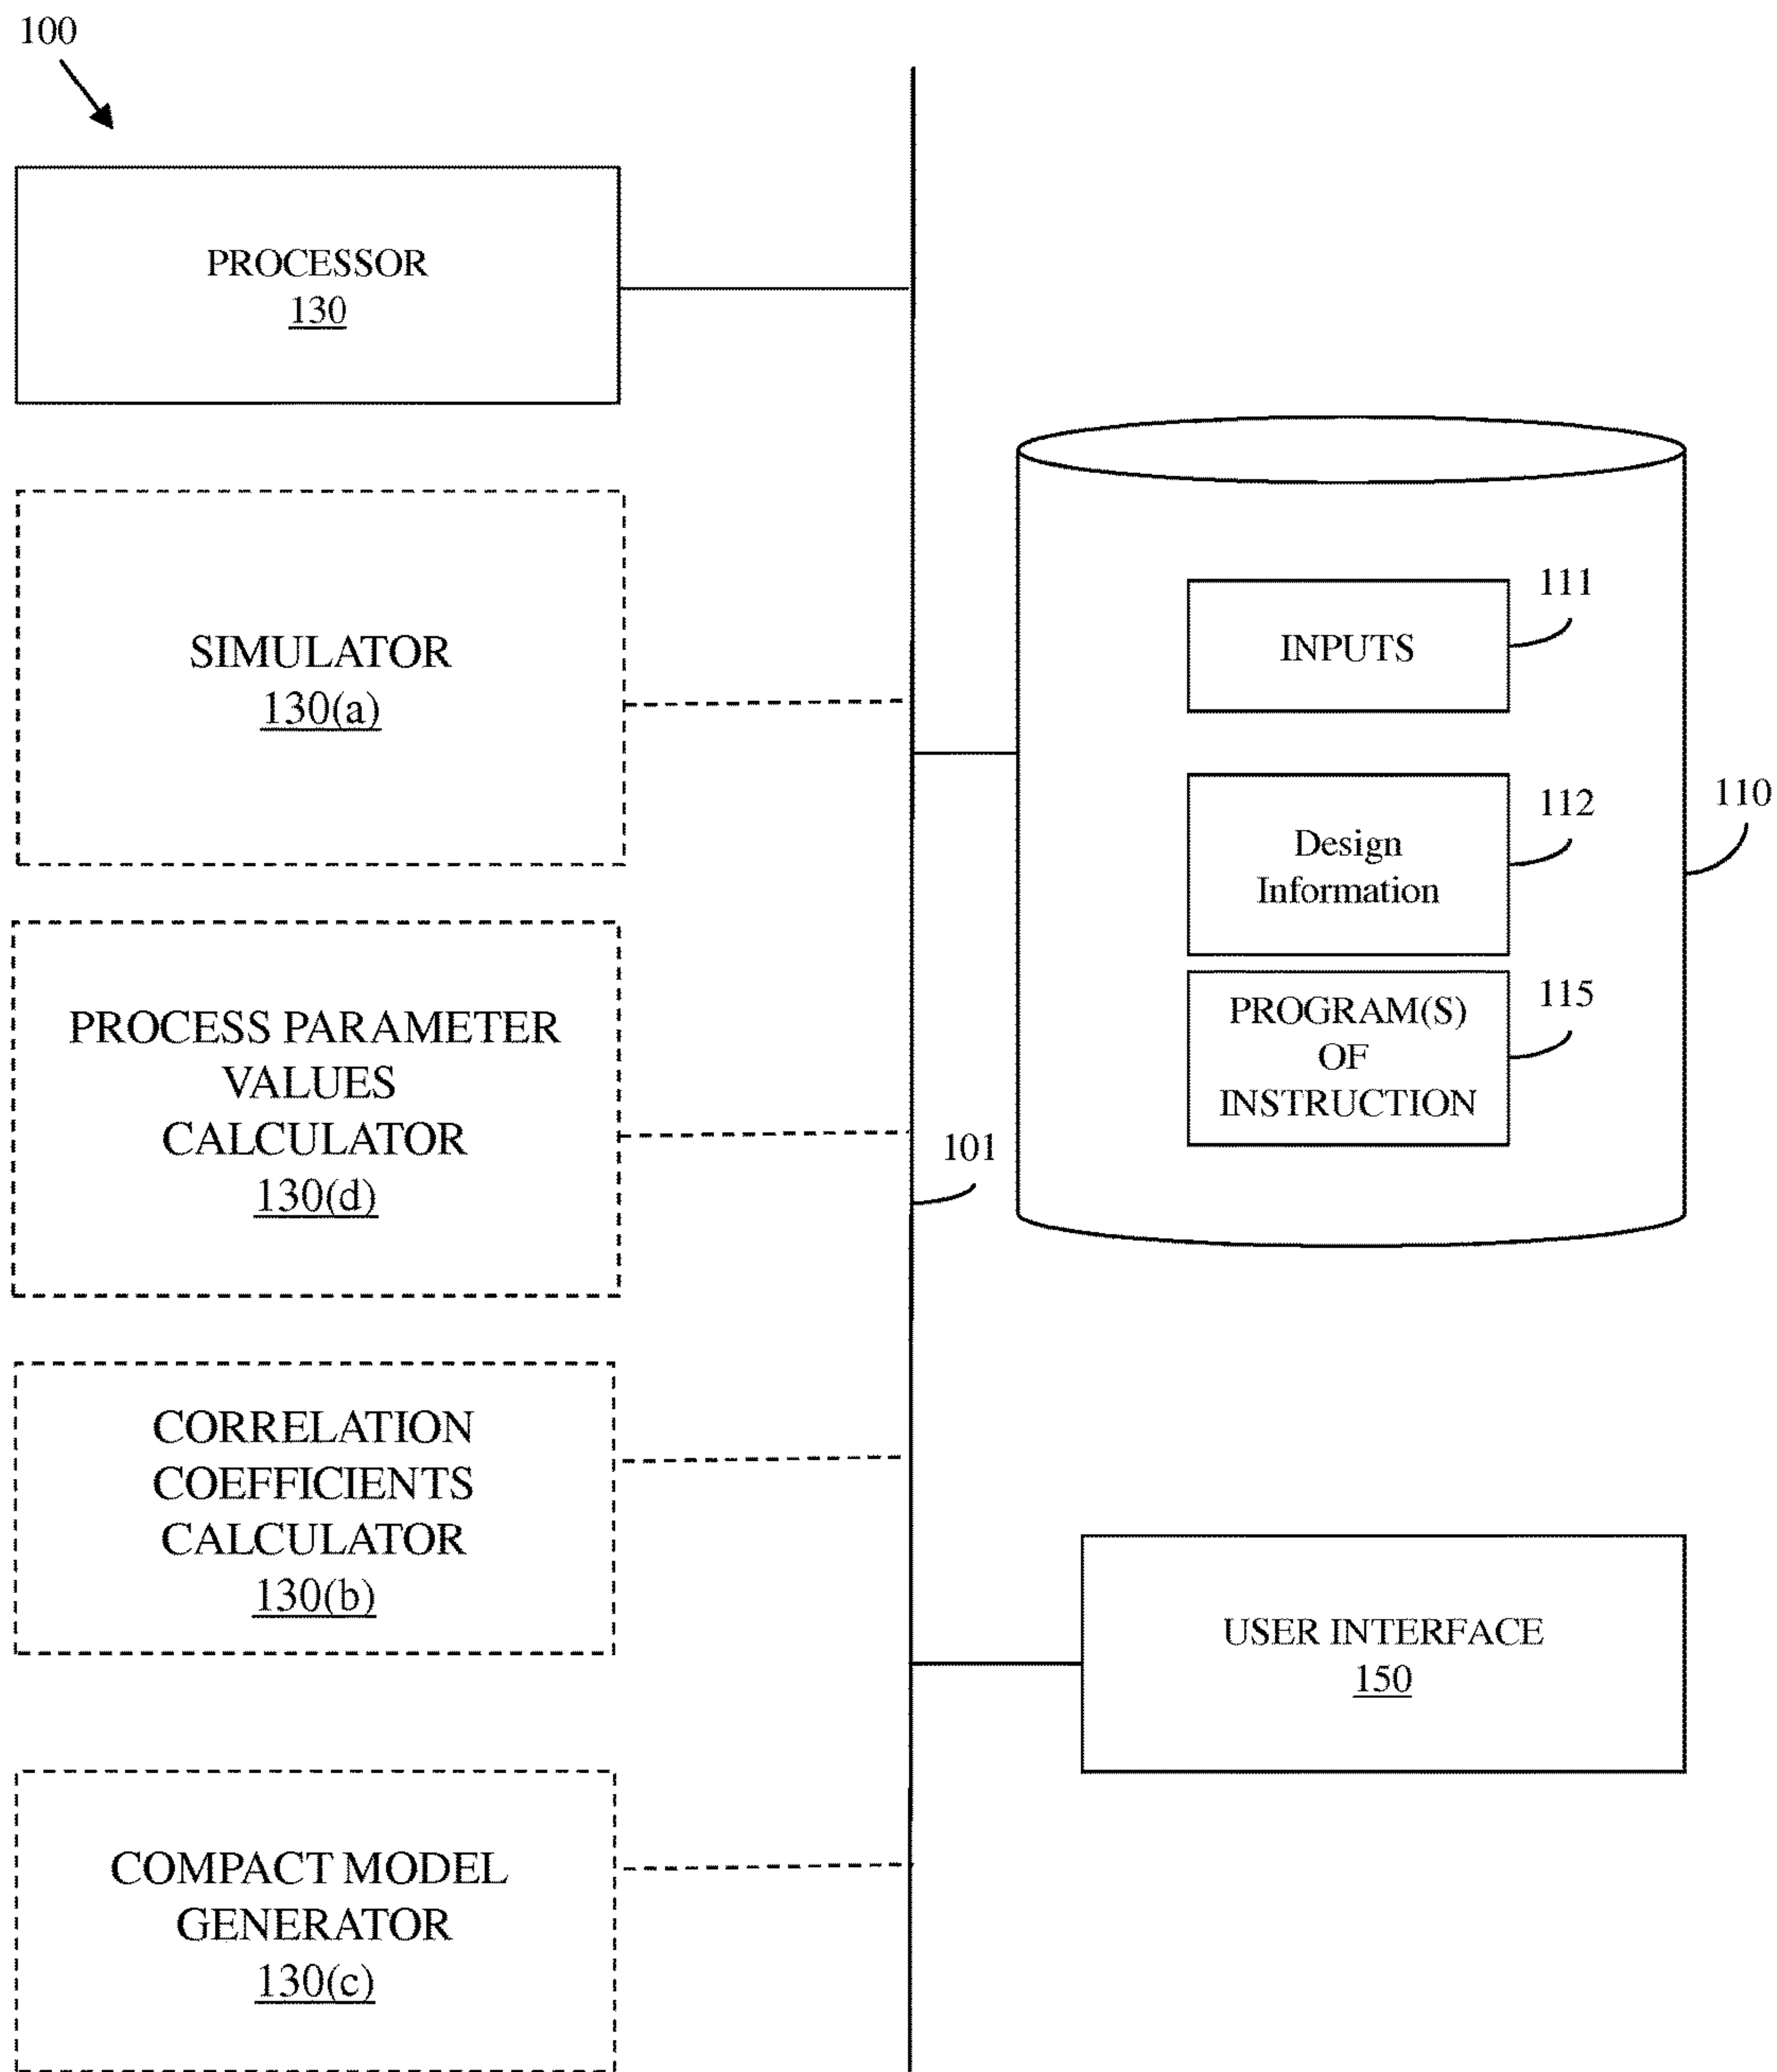 100
PROCESSOR
130
SIMULATOR
130(a)
PROCESS PARAMETER
VALUES
CALCULATOR
130(d)
CORRELATION
COEFFICIENTS
CALCULATOR
130(b)
COMPACT MODEL
GENERATOR
130(c)
101
INPUTS
111
Design
Information
112
PROGRAM(S)
OF
INSTRUCTION
115
110
USER INTERFACE
150